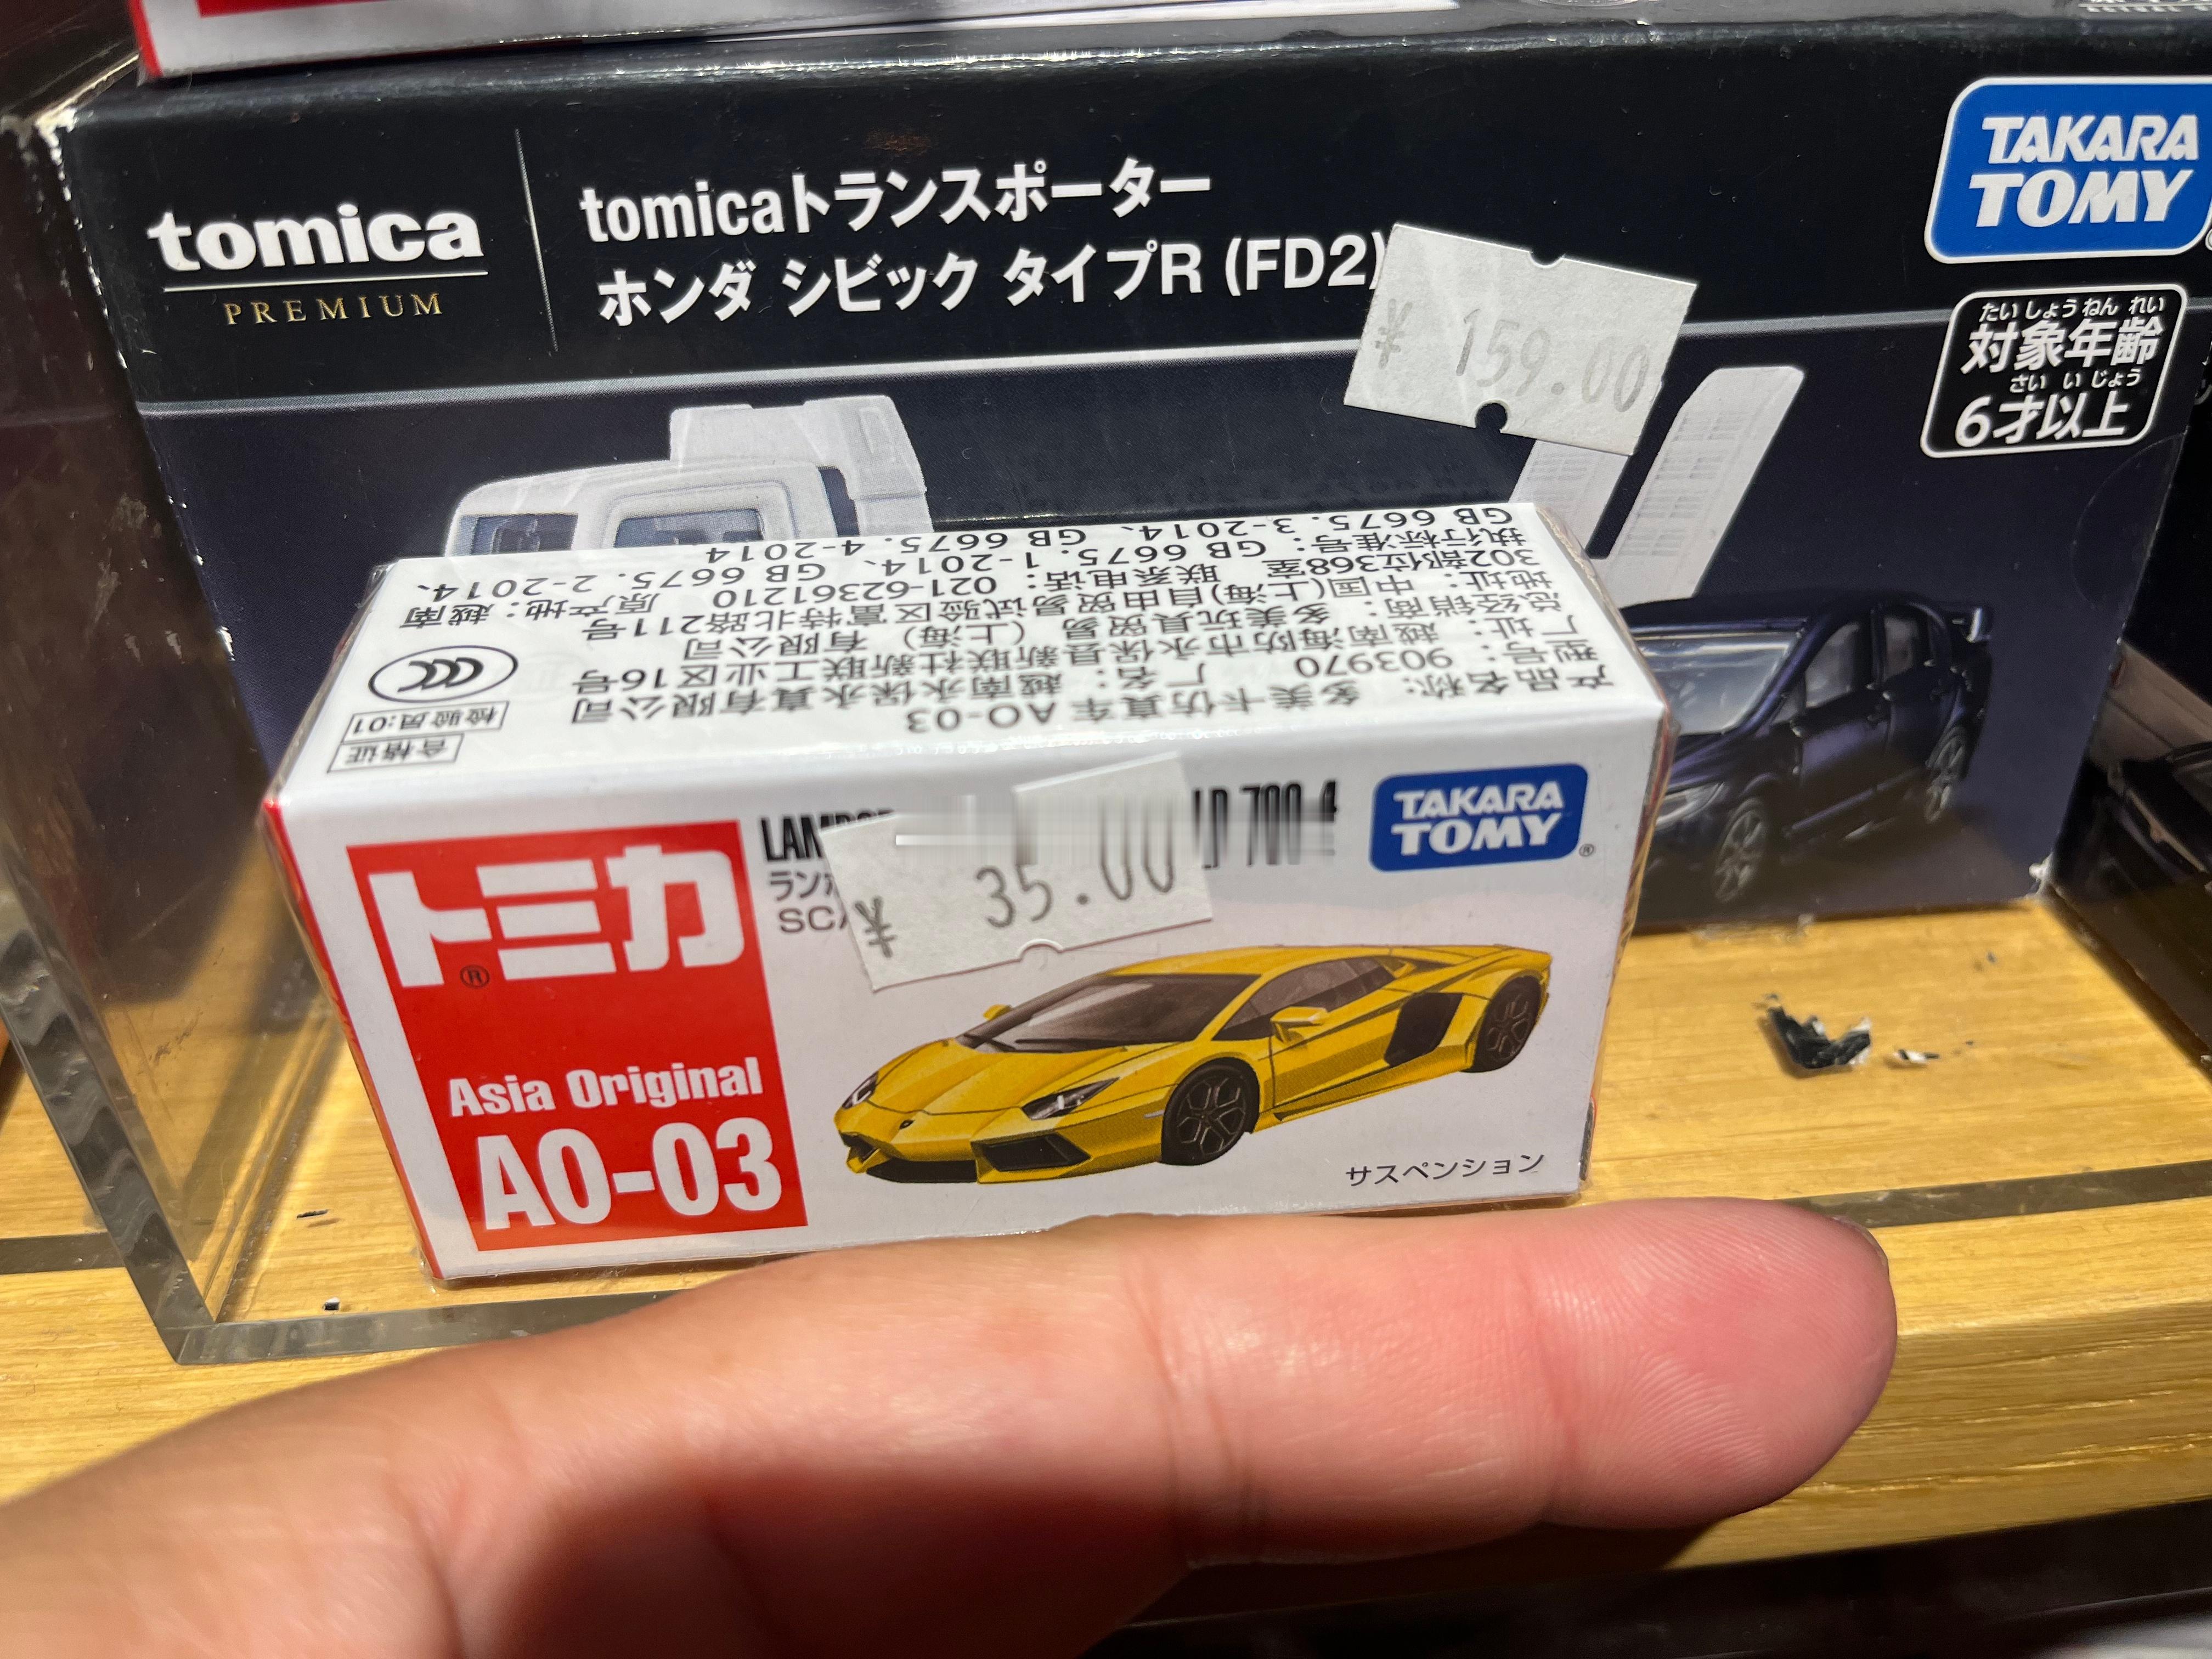 tomica
PREMIUM
tomicaトランスポーター
ホンダ シビック タイプR (FD2)
TAKARA
TOMY
たいしょうねんれい
対象年齢
さいいじょう
6才以上
¥ 159.00
产品名称: 多美卡仿真车 AO-03
型号: 903970 厂名: 越南永保永真有限公司
厂址: 越南海防市永保县新联社新联工业区16号
总经销商: 多美玩具贸易(上海)有限公司
地址: 中国(上海)自由贸易试验区富特北路211号
302部位368室 联系电话: 021-62361210 原产地: 越南
执行标准号: GB 6675.1-2014、GB 6675.2-2014、
GB 6675.3-2014、GB 6675.4-2014
CCC
检验员:01
合格证
トミカ®
Asia Original
AO-03
700-4
¥ 35.00
TAKARA
TOMY®
サスペンション